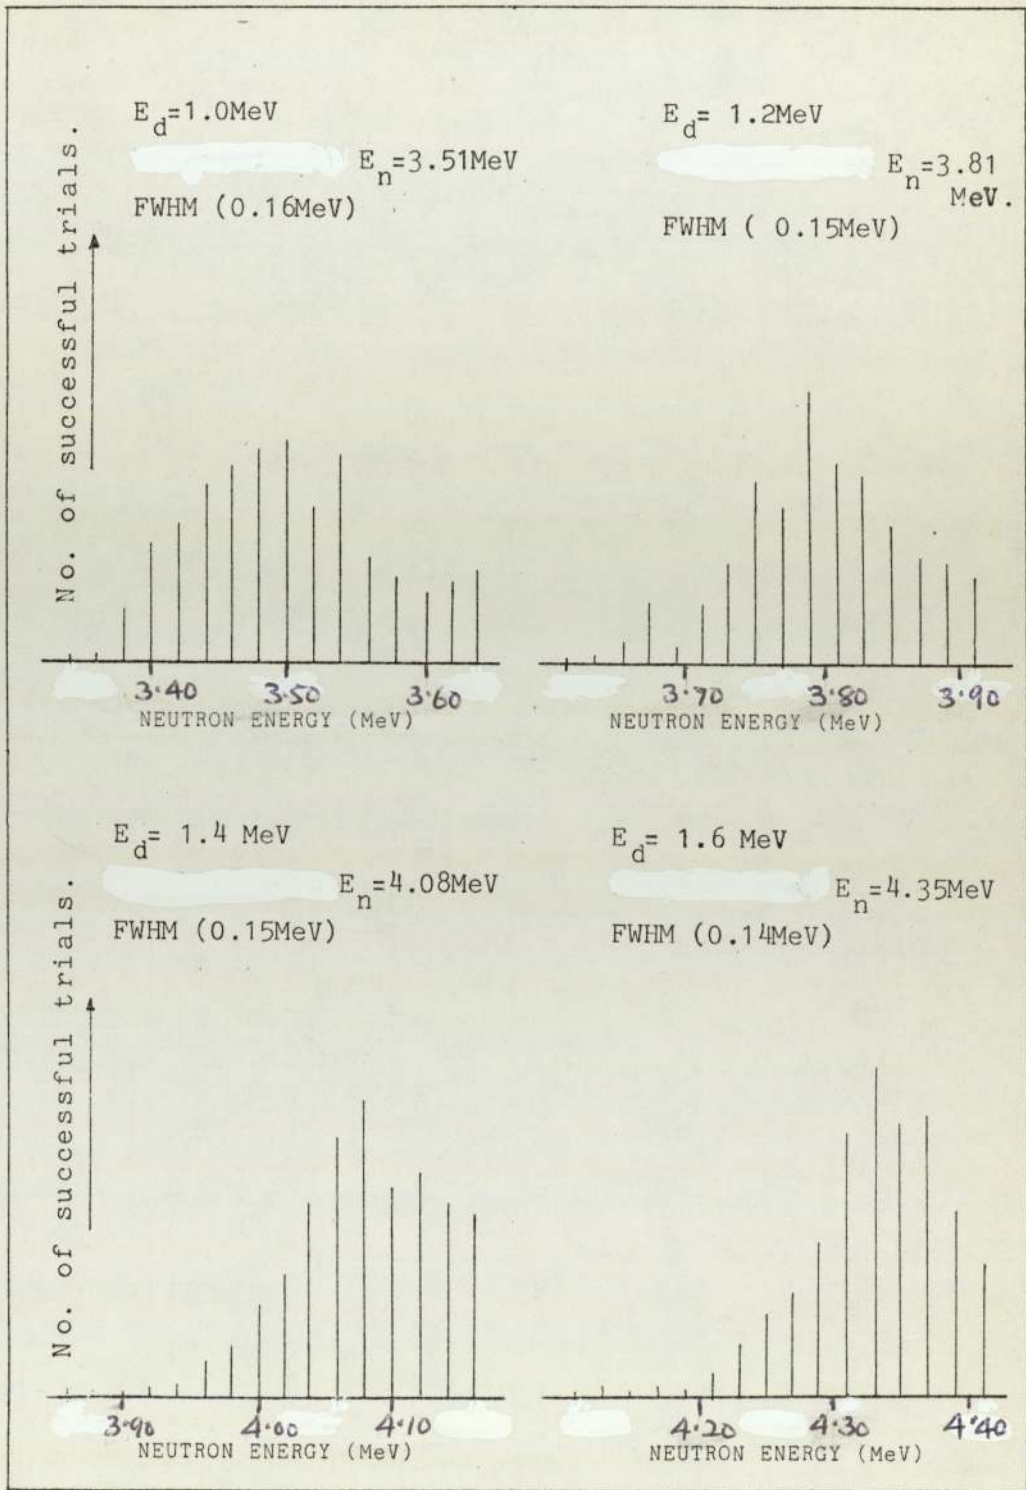 No. of successful trials.
E_d=1.0MeV
E_n=3.51MeV
FWHM (0.16MeV)
3.40 3.50 3.60
NEUTRON ENERGY (MeV)
E_d= 1.2MeV
E_n=3.81
MeV.
FWHM ( 0.15MeV)
3.70 3.80 3.90
NEUTRON ENERGY (MeV)
No. of successful trials.
E_d= 1.4 MeV
E_n=4.08MeV
FWHM (0.15MeV)
3.90 4.00 4.10
NEUTRON ENERGY (MeV)
E_d= 1.6 MeV
E_n=4.35MeV
FWHM (0.14MeV)
4.20 4.30 4.40
NEUTRON ENERGY (MeV)